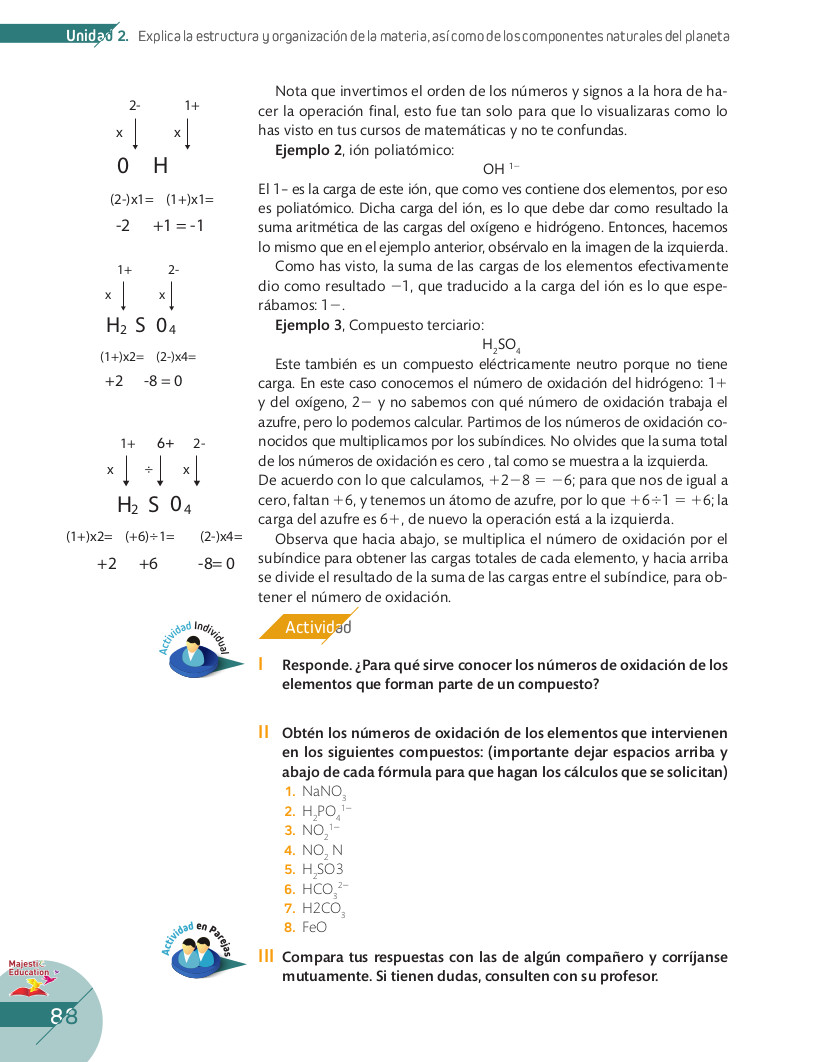 Unidad 2. Explica la estructura y organización de la materia, así como de los componentes naturales del planeta
2- 1+
x x
O H
(2-)x1= (1+)x1=
-2 +1 = -1
1+ 2-
x x
H₂ S O₄
(1+)x2= (2-)x4=
+2 -8 = 0
1+ 6+ 2-
x ÷ x
H₂ S O₄
(1+)x2= (+6)÷1= (2-)x4=
+2 +6 -8= 0
Nota que invertimos el orden de los números y signos a la hora de ha-
cer la operación final, esto fue tan solo para que lo visualizaras como lo
has visto en tus cursos de matemáticas y no te confundas.
Ejemplo 2, ión poliatómico:
OH ¹⁻
El 1– es la carga de este ión, que como ves contiene dos elementos, por eso
es poliatómico. Dicha carga del ión, es lo que debe dar como resultado la
suma aritmética de las cargas del oxígeno e hidrógeno. Entonces, hacemos
lo mismo que en el ejemplo anterior, obsérvalo en la imagen de la izquierda.
Como has visto, la suma de las cargas de los elementos efectivamente
dio como resultado −1, que traducido a la carga del ión es lo que espe-
rábamos: 1−.
Ejemplo 3, Compuesto terciario:
H₂SO₄
Este también es un compuesto eléctricamente neutro porque no tiene
carga. En este caso conocemos el número de oxidación del hidrógeno: 1+
y del oxígeno, 2− y no sabemos con qué número de oxidación trabaja el
azufre, pero lo podemos calcular. Partimos de los números de oxidación co-
nocidos que multiplicamos por los subíndices. No olvides que la suma total
de los números de oxidación es cero , tal como se muestra a la izquierda.
De acuerdo con lo que calculamos, +2−8 = −6; para que nos de igual a
cero, faltan +6, y tenemos un átomo de azufre, por lo que +6÷1 = +6; la
carga del azufre es 6+, de nuevo la operación está a la izquierda.
Observa que hacia abajo, se multiplica el número de oxidación por el
subíndice para obtener las cargas totales de cada elemento, y hacia arriba
se divide el resultado de la suma de las cargas entre el subíndice, para ob-
tener el número de oxidación.
Actividad Individual
Actividad
I Responde. ¿Para qué sirve conocer los números de oxidación de los
elementos que forman parte de un compuesto?
II Obtén los números de oxidación de los elementos que intervienen
en los siguientes compuestos: (importante dejar espacios arriba y
abajo de cada fórmula para que hagan los cálculos que se solicitan)
1. NaNO₃
2. H₂PO₄¹⁻
3. NO₂¹⁻
4. NO₂ N
5. H₂SO3
6. HCO₃²⁻
7. H2CO₃
8. FeO
Actividad en Parejas
III Compara tus respuestas con las de algún compañero y corríjanse
mutuamente. Si tienen dudas, consulten con su profesor.
Majestic
Education
88